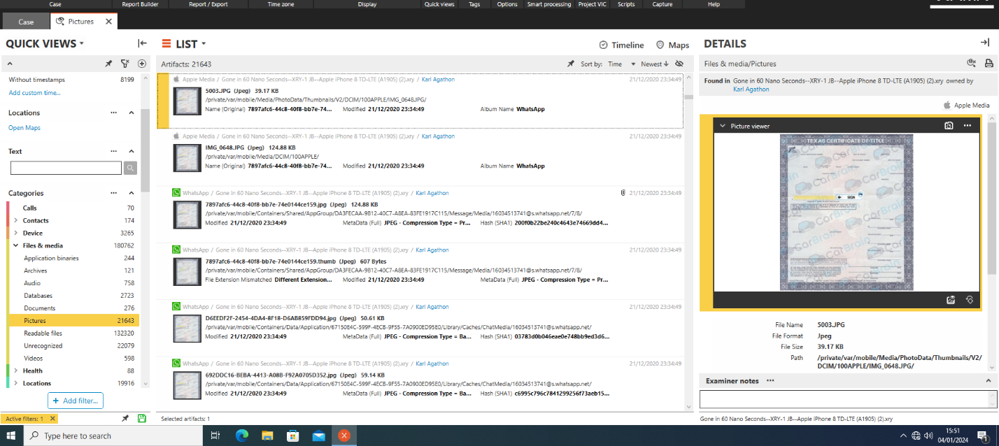 Case
Report Builder
Report / Export
Time zone
Display
Quick views
Tags
Options
Smart processing
Project VIC
Scripts
Capture
Help
Case
Pictures
QUICK VIEWS
Without timestamps 8199
Add custom time...
Locations
Open Maps
Text
Categories
Calls 70
Contacts 174
Device 3265
Files & media 180762
Application binaries 244
Archives 121
Audio 758
Databases 2723
Documents 276
Pictures 21643
Readable files 132320
Unrecognized 22079
Videos 598
Health 88
Locations 19916
+ Add filter...
Active filters: 1
LIST
Timeline
Maps
Artifacts: 21643
Sort by: Time Newest
Apple Media / Gone in 60 Nano Seconds--XRY-1 JB--Apple iPhone 8 TD-LTE (A1905) (2).xry / Karl Agathon 21/12/2020 23:34:49
5003.JPG (Jpeg) 39.17 KB
/private/var/mobile/Media/PhotoData/Thumbnails/V2/DCIM/100APPLE/IMG_0648.JPG/
Name (Original) 7897afc6-44c8-40f8-bb7e-74... Modified 21/12/2020 23:34:49 Album Name WhatsApp
Apple Media / Gone in 60 Nano Seconds--XRY-1 JB--Apple iPhone 8 TD-LTE (A1905) (2).xry / Karl Agathon 21/12/2020 23:34:49
IMG_0648.JPG (Jpeg) 124.88 KB
/private/var/mobile/Media/DCIM/100APPLE/
Name (Original) 7897afc6-44c8-40f8-bb7e-74... Modified 21/12/2020 23:34:49 Album Name WhatsApp
WhatsApp / Gone in 60 Nano Seconds--XRY-1 JB--Apple iPhone 8 TD-LTE (A1905) (2).xry / Karl Agathon 21/12/2020 23:34:49
7897afc6-44c8-40f8-bb7e-74e0144ce159.jpg (Jpeg) 124.88 KB
/private/var/mobile/Containers/Shared/AppGroup/DA3FECAA-9B12-40C7-A8EA-83FE1917C115/Message/Media/16034513741@s.whatsapp.net/7/8/
Modified 21/12/2020 23:34:49 MetaData (Full) JPEG - Compression Type = Pr... Hash (SHA1) 200f0b22be240c4643e74669dd4...
WhatsApp / Gone in 60 Nano Seconds--XRY-1 JB--Apple iPhone 8 TD-LTE (A1905) (2).xry / Karl Agathon 21/12/2020 23:34:49
7897afc6-44c8-40f8-bb7e-74e0144ce159.thumb (Jpeg) 607 Bytes
/private/var/mobile/Containers/Shared/AppGroup/DA3FECAA-9B12-40C7-A8EA-83FE1917C115/Message/Media/16034513741@s.whatsapp.net/7/8/
File Extension Mismatched Different Extension... Modified 21/12/2020 23:34:49 MetaData (Full) JPEG - Compression Type = Pr...
WhatsApp / Gone in 60 Nano Seconds--XRY-1 JB--Apple iPhone 8 TD-LTE (A1905) (2).xry / Karl Agathon 21/12/2020 23:34:49
D6EEDF2F-2454-4DA4-8F18-D6AB859FDD94.jpg (Jpeg) 50.61 KB
/private/var/mobile/Containers/Data/Application/67150E4C-599F-4ECB-9F55-7A0900ED95E0/Library/Caches/ChatMedia/16034513741@s.whatsapp.net/
Modified 21/12/2020 23:34:49 MetaData (Full) JPEG - Compression Type = Ba... Hash (SHA1) 03783d0b046eae0e748bb9ed3d6...
WhatsApp / Gone in 60 Nano Seconds--XRY-1 JB--Apple iPhone 8 TD-LTE (A1905) (2).xry / Karl Agathon 21/12/2020 23:34:49
692DDC16-BEBA-4413-A08B-F92A0705D352.jpg (Jpeg) 59.14 KB
/private/var/mobile/Containers/Data/Application/67150E4C-599F-4ECB-9F55-7A0900ED95E0/Library/Caches/ChatMedia/16034513741@s.whatsapp.net/
Modified 21/12/2020 23:34:49 MetaData (Full) JPEG - Compression Type = Ba... Hash (SHA1) c6995c796c7841299256f73aeb15...
Selected artifacts: 1
DETAILS
Files & media/Pictures
Found in Gone in 60 Nano Seconds--XRY-1 JB--Apple iPhone 8 TD-LTE (A1905) (2).xry owned by
Karl Agathon
Apple Media
Picture viewer
TEXAS CERTIFICATE OF TITLE
SIGN
CarBrain
File Name 5003.JPG
File Format Jpeg
File Size 39.17 KB
Path /private/var/mobile/Media/PhotoData/Thumbnails/V2/
DCIM/100APPLE/IMG_0648.JPG/
Examiner notes
Gone in 60 Nano Seconds--XRY-1 JB--Apple iPhone 8 TD-LTE (A1905) (2).xry
Type here to search
15:51
04/01/2024
1